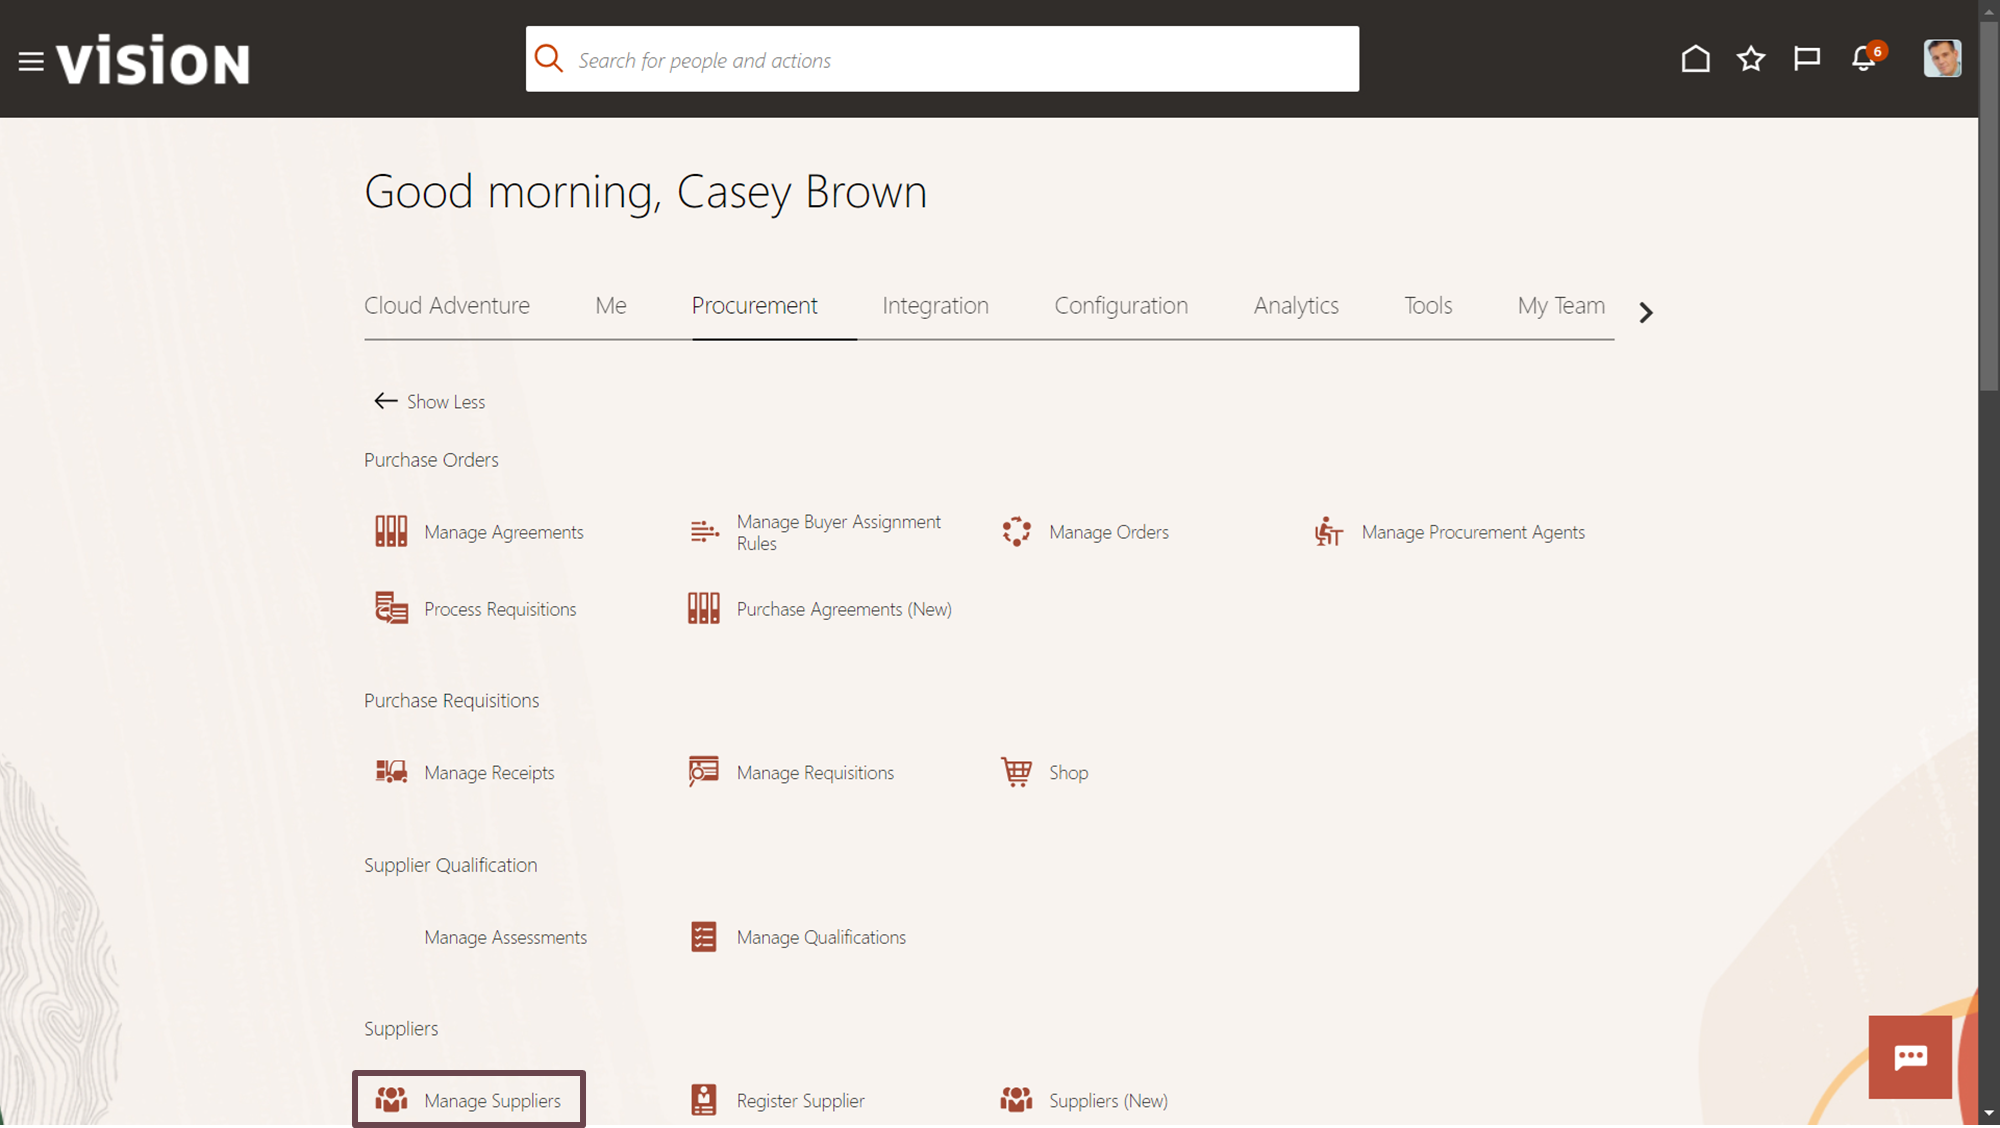 vision
Search for people and actions
6
Good morning, Casey Brown
Cloud Adventure Me Procurement Integration Configuration Analytics Tools My Team
Show Less
Purchase Orders
Manage Agreements
Manage Buyer Assignment
Rules
Manage Orders
Manage Procurement Agents
Process Requisitions
Purchase Agreements (New)
Purchase Requisitions
Manage Receipts
Manage Requisitions
Shop
Supplier Qualification
Manage Assessments
Manage Qualifications
Suppliers
Manage Suppliers
Register Supplier
Suppliers (New)